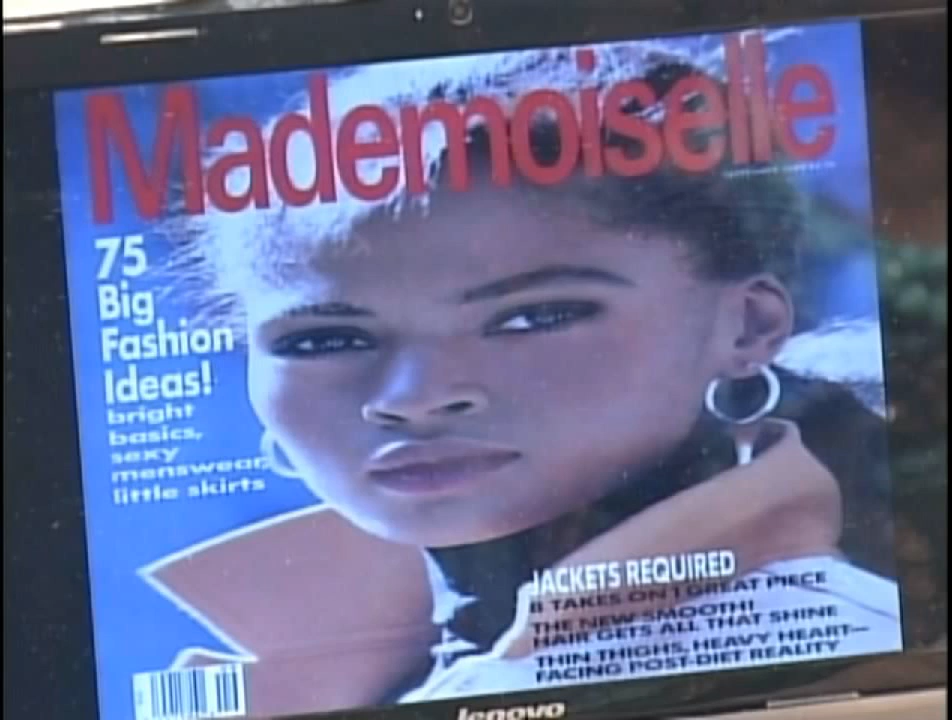 Mademoiselle
75
Big
Fashion
Ideas!
bright
basics,
sexy
menswear,
little skirts
JACKETS REQUIRED
8 TAKES ON 1 GREAT PIECE
THE NEW SMOOTH!
HAIR GETS ALL THAT SHINE
THIN THIGHS, HEAVY HEART—
FACING POST-DIET REALITY
lenovo